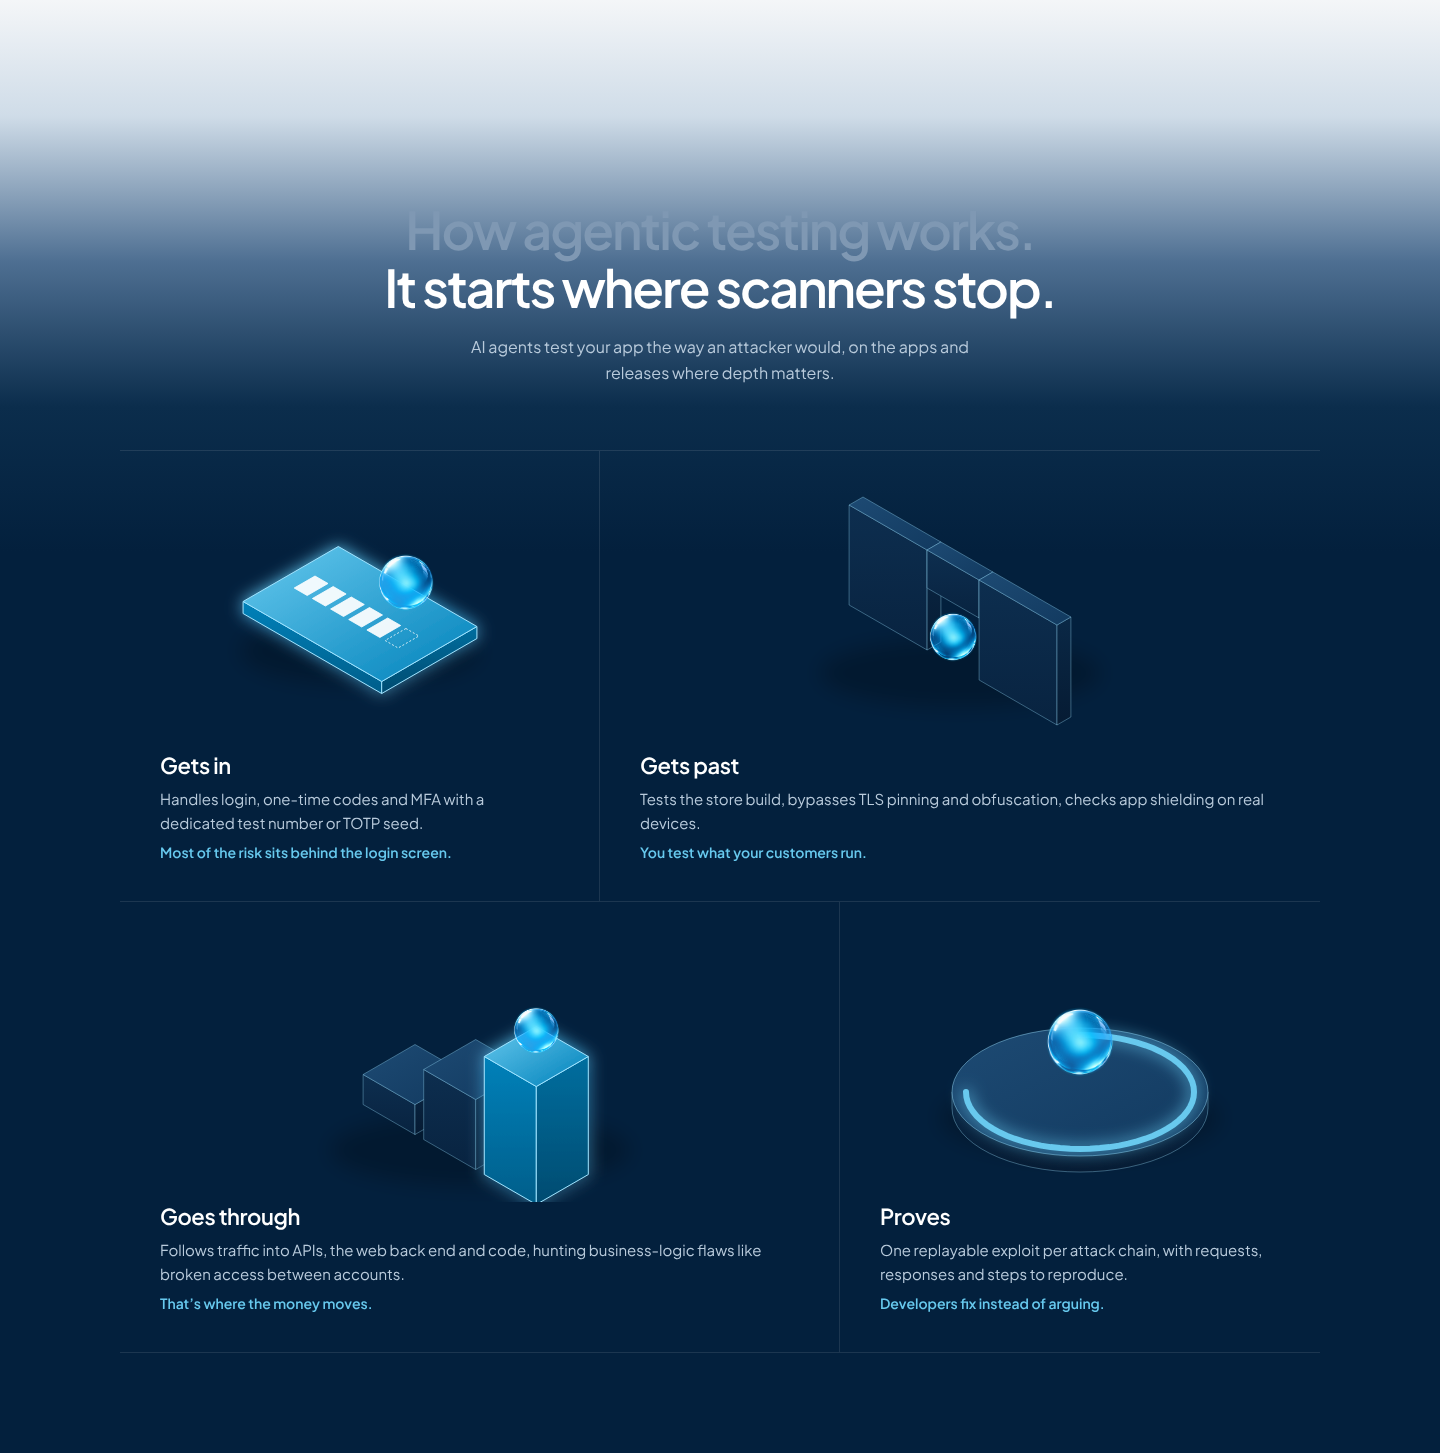 How agentic testing works.
It starts where scanners stop.
AI agents test your app the way an attacker would, on the apps and
releases where depth matters.
Gets in
Handles login, one-time codes and MFA with a
dedicated test number or TOTP seed.
Most of the risk sits behind the login screen.
Gets past
Tests the store build, bypasses TLS pinning and obfuscation, checks app shielding on real
devices.
You test what your customers run.
Goes through
Follows traffic into APIs, the web back end and code, hunting business-logic flaws like
broken access between accounts.
That’s where the money moves.
Proves
One replayable exploit per attack chain, with requests,
responses and steps to reproduce.
Developers fix instead of arguing.